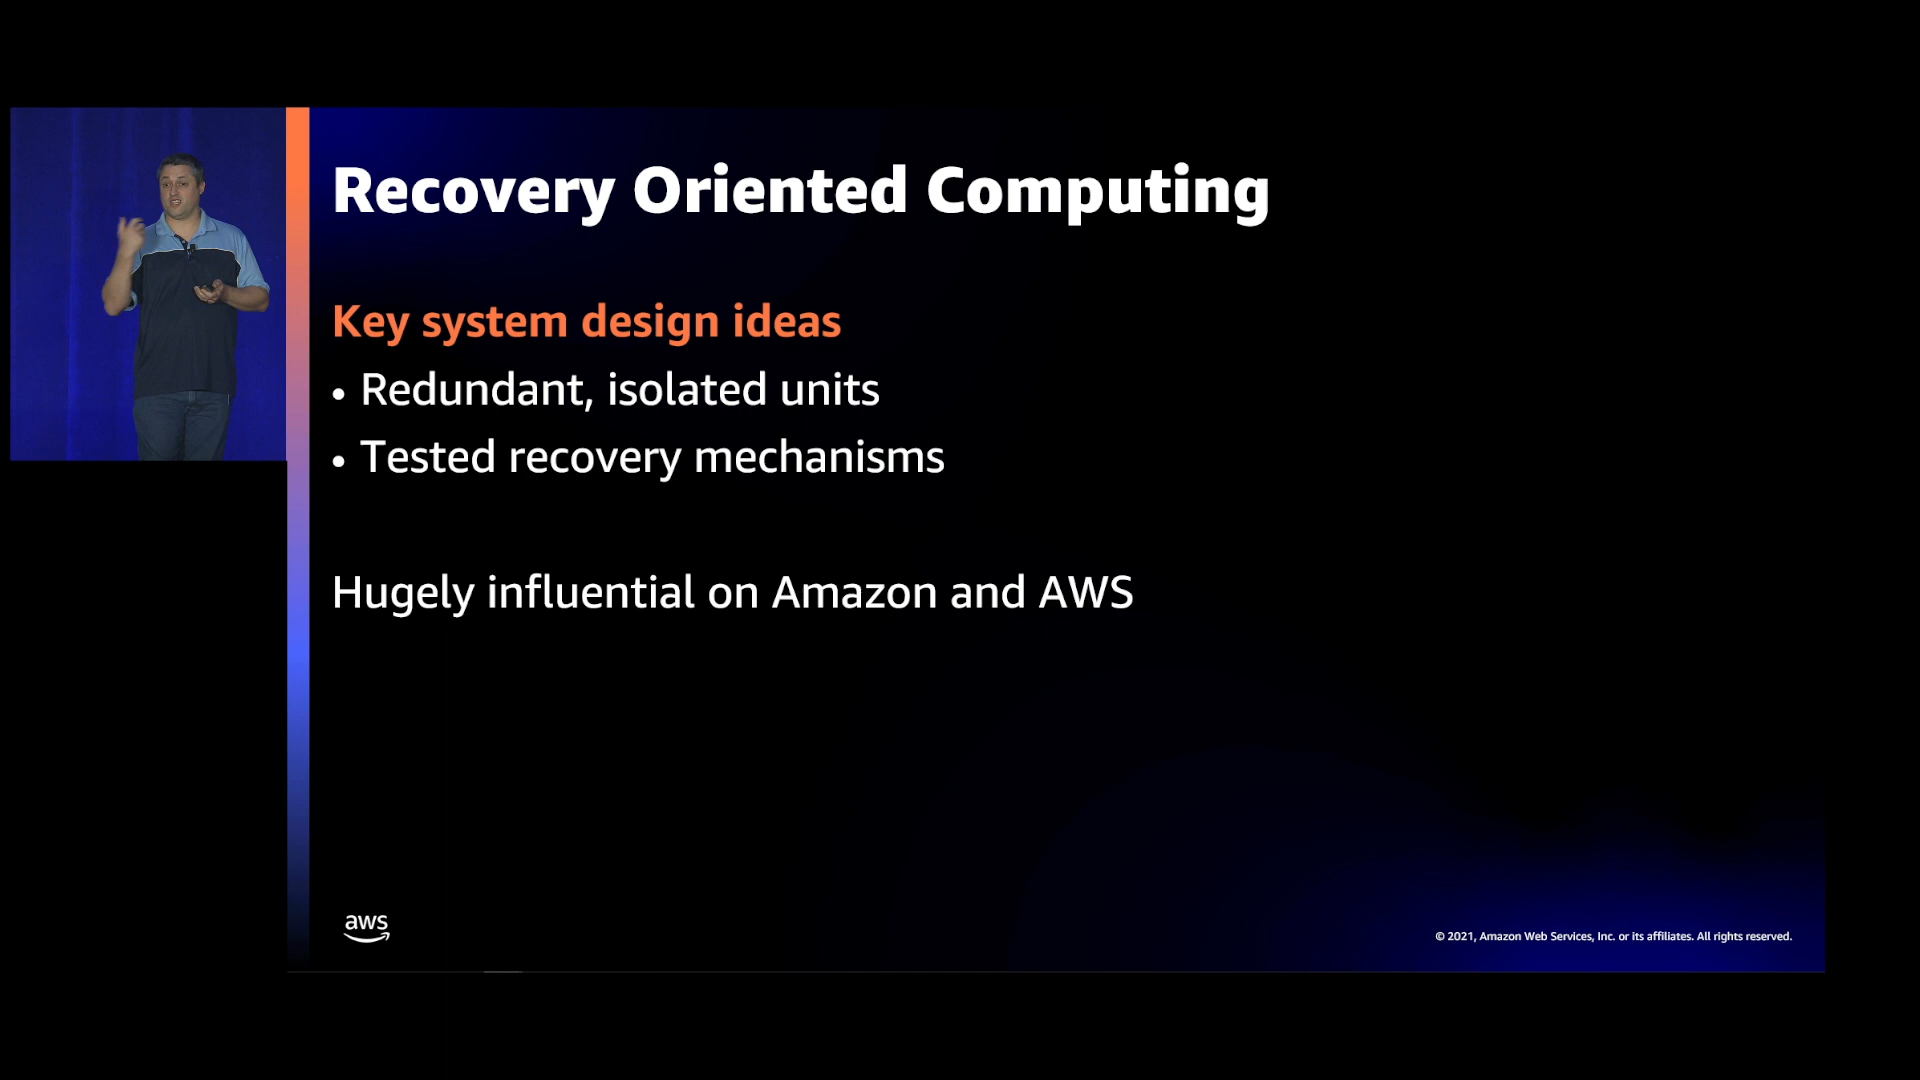 Recovery Oriented Computing
Key system design ideas
• Redundant, isolated units
• Tested recovery mechanisms
Hugely influential on Amazon and AWS
aws
© 2021, Amazon Web Services, Inc. or its affiliates. All rights reserved.